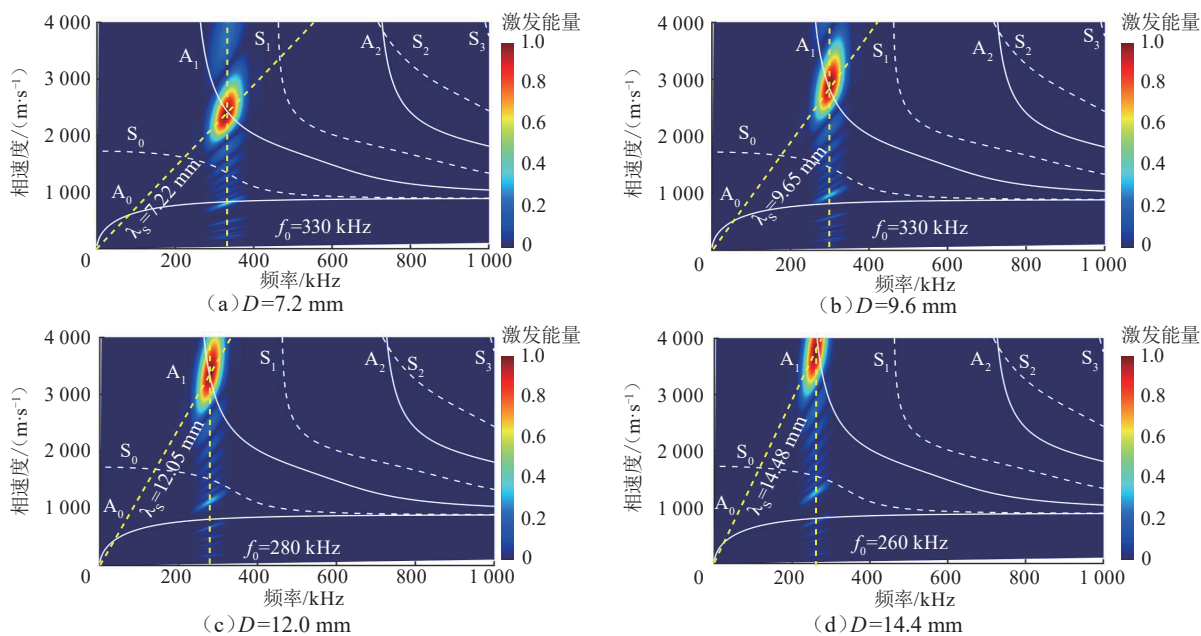 4 000
3 000
2 000
1 000
0
200
400
600
800
1 000
相速度/(m·s⁻¹)
频率/kHz
A₁
S₁
A₂
S₂
S₃
S₀
A₀
λₛ=7.22 mm
f₀=330 kHz
激发能量
1.0
0.8
0.6
0.4
0.2
0
(a)D=7.2 mm
4 000
3 000
2 000
1 000
0
200
400
600
800
1 000
相速度/(m·s⁻¹)
频率/kHz
A₁
S₁
A₂
S₂
S₃
S₀
A₀
λₛ=9.65 mm
f₀=330 kHz
激发能量
1.0
0.8
0.6
0.4
0.2
0
(b)D=9.6 mm
4 000
3 000
2 000
1 000
0
200
400
600
800
1 000
相速度/(m·s⁻¹)
频率/kHz
A₁
S₁
A₂
S₂
S₃
S₀
A₀
λₛ=12.05 mm
f₀=280 kHz
激发能量
1.0
0.8
0.6
0.4
0.2
0
(c)D=12.0 mm
4 000
3 000
2 000
1 000
0
200
400
600
800
1 000
相速度/(m·s⁻¹)
频率/kHz
A₁
S₁
A₂
S₂
S₃
S₀
A₀
λₛ=14.48 mm
f₀=260 kHz
激发能量
1.0
0.8
0.6
0.4
0.2
0
(d)D=14.4 mm